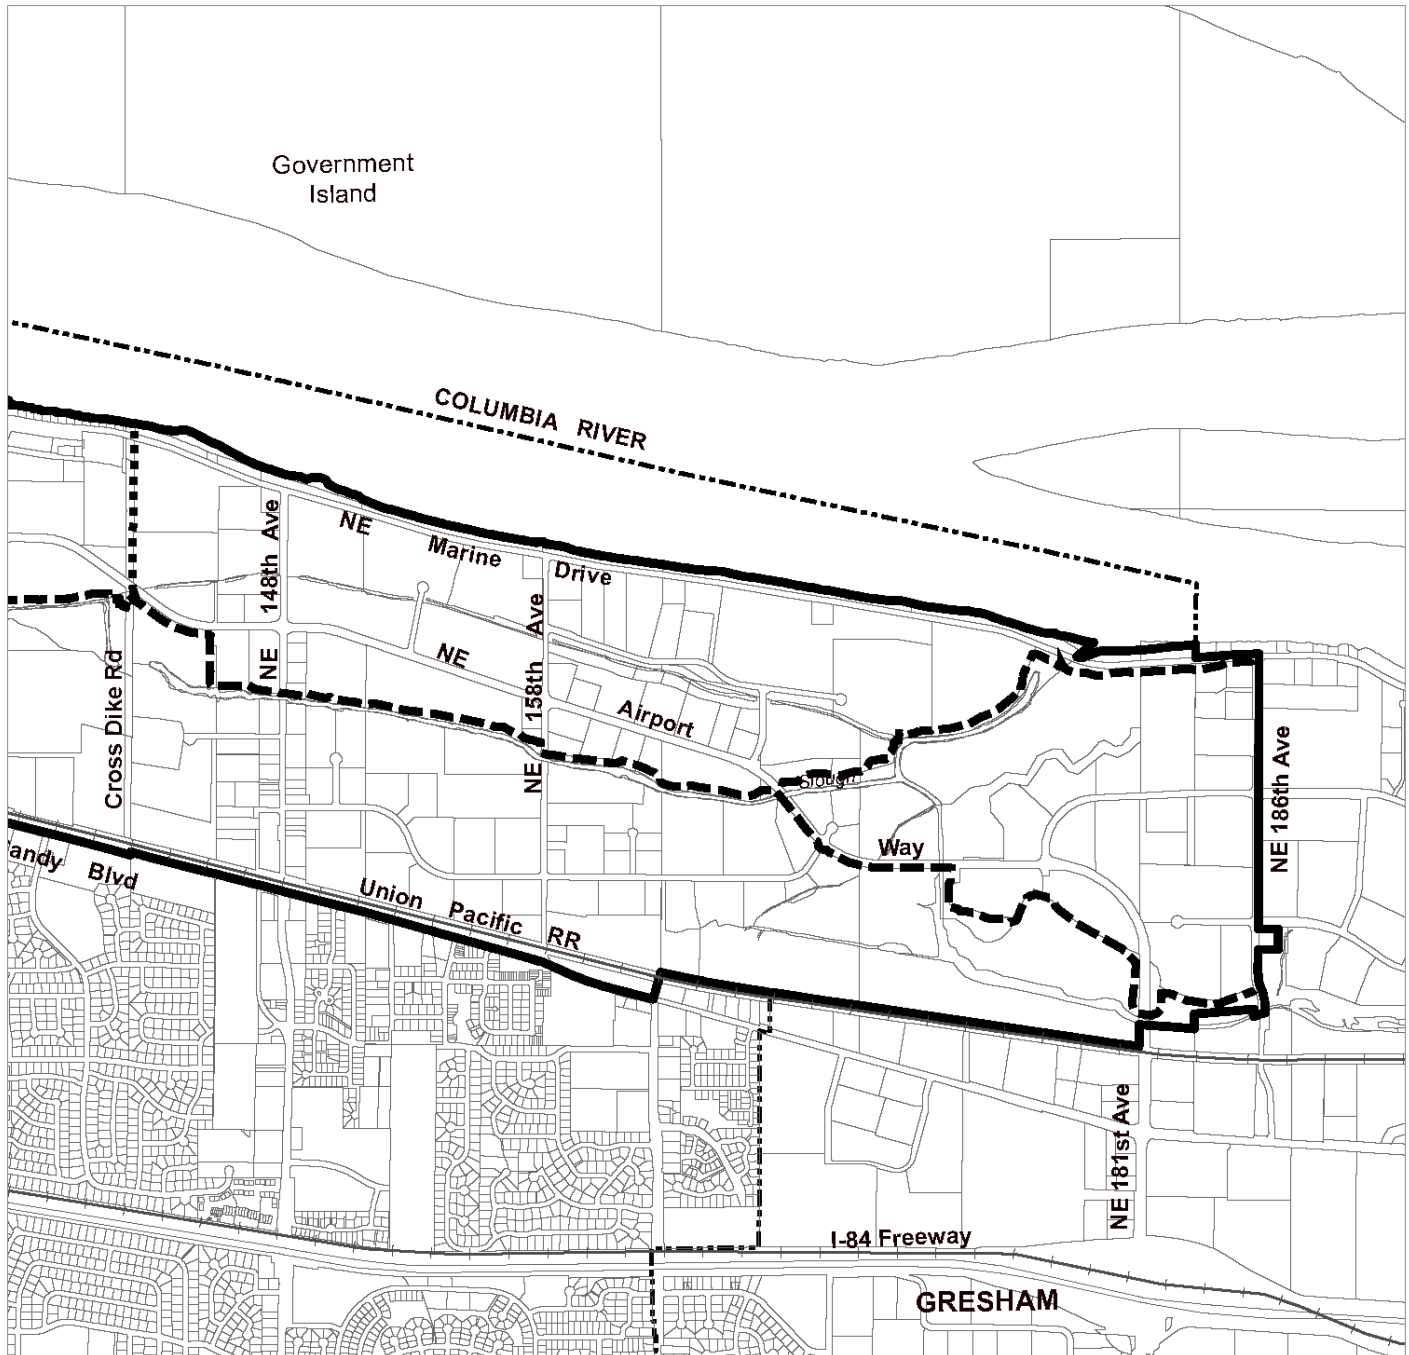 Government
Island
COLUMBIA RIVER
NE Marine Drive
NE 148th Ave
NE 158th Ave
NE Airport Way
Cross Dike Rd
Slough
NE 186th Ave
andy Blvd
Union Pacific RR
NE 181st Ave
I-84 Freeway
GRESHAM